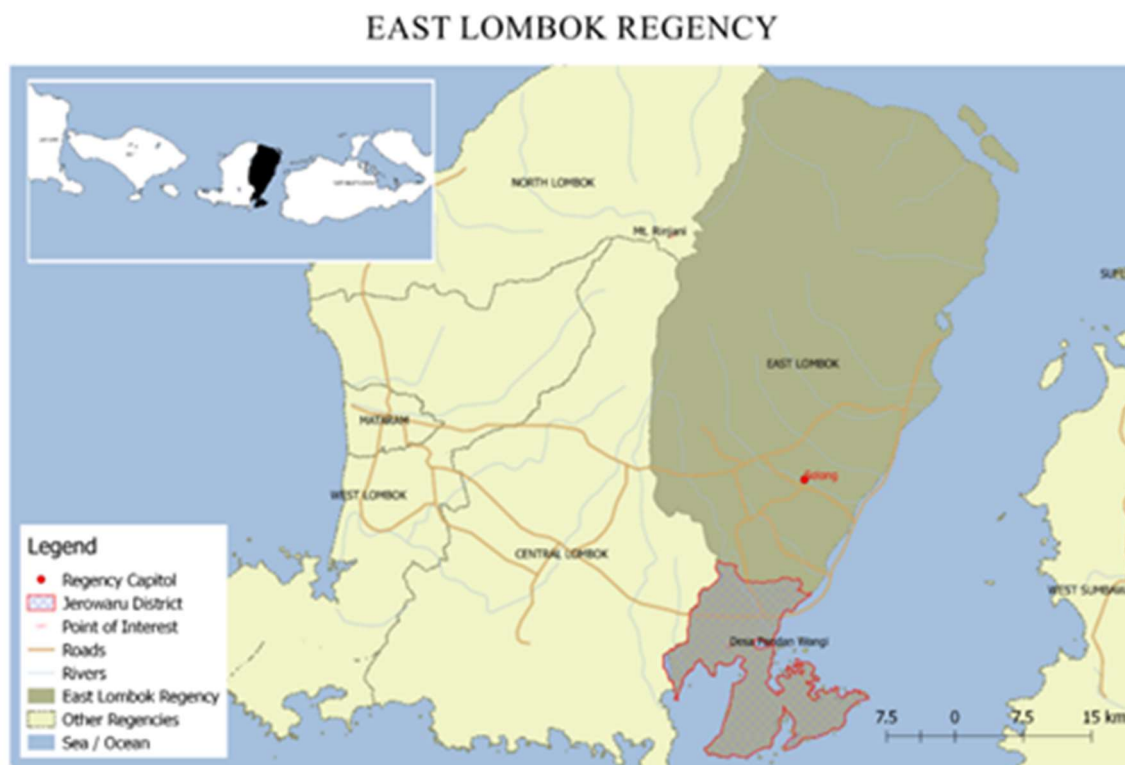 EAST LOMBOK REGENCY
NORTH LOMBOK
Mt. Rinjani
EAST LOMBOK
MATARAM
Selong
WEST LOMBOK
CENTRAL LOMBOK
WEST SUMBAW
Desa Pandan Wangi
Legend
Regency Capitol
Jerowaru District
Point of Interest
Roads
Rivers
East Lombok Regency
Other Regencies
Sea / Ocean
7.5 0 7.5 15 km